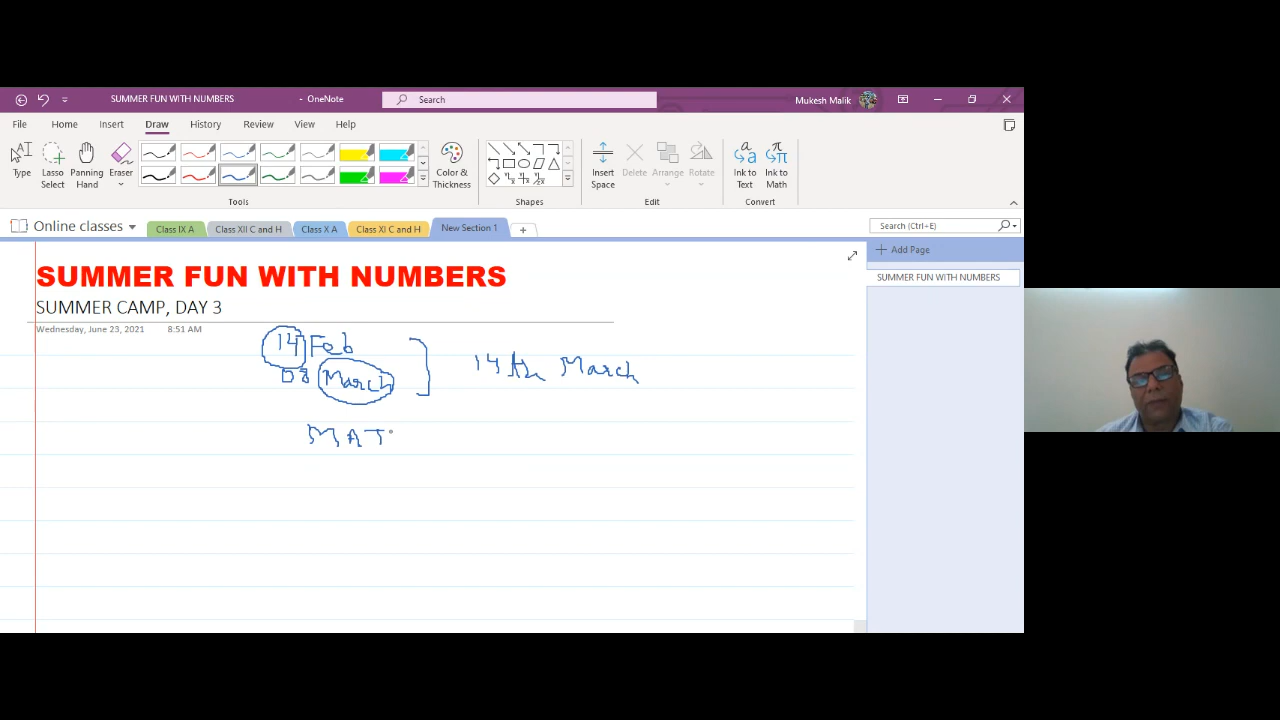 SUMMER FUN WITH NUMBERS - OneNote Search Mukesh Malik
File Home Insert Draw History Review View Help
Type Lasso Select Panning Hand Eraser Color & Thickness Insert Space Delete Arrange Rotate Ink to Text Ink to Math
Tools Shapes Edit Convert
Online classes Class IX A Class XII C and H Class X A Class XI C and H New Section 1 + Search (Ctrl+E)
Add Page
SUMMER FUN WITH NUMBERS
SUMMER FUN WITH NUMBERS
SUMMER CAMP, DAY 3
Wednesday, June 23, 2021 8:51 AM
14 Feb
08 March
14th March
MAT